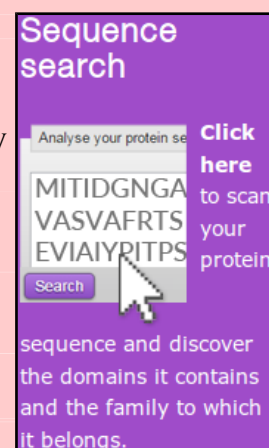 Sequence
search
y
Analyse your protein se
Click
here
to scan
your
protein
MITIDGNGA
VASVAFRTS
EVIAIYPITPS
Search
sequence and discover
the domains it contains
and the family to which
it belongs.